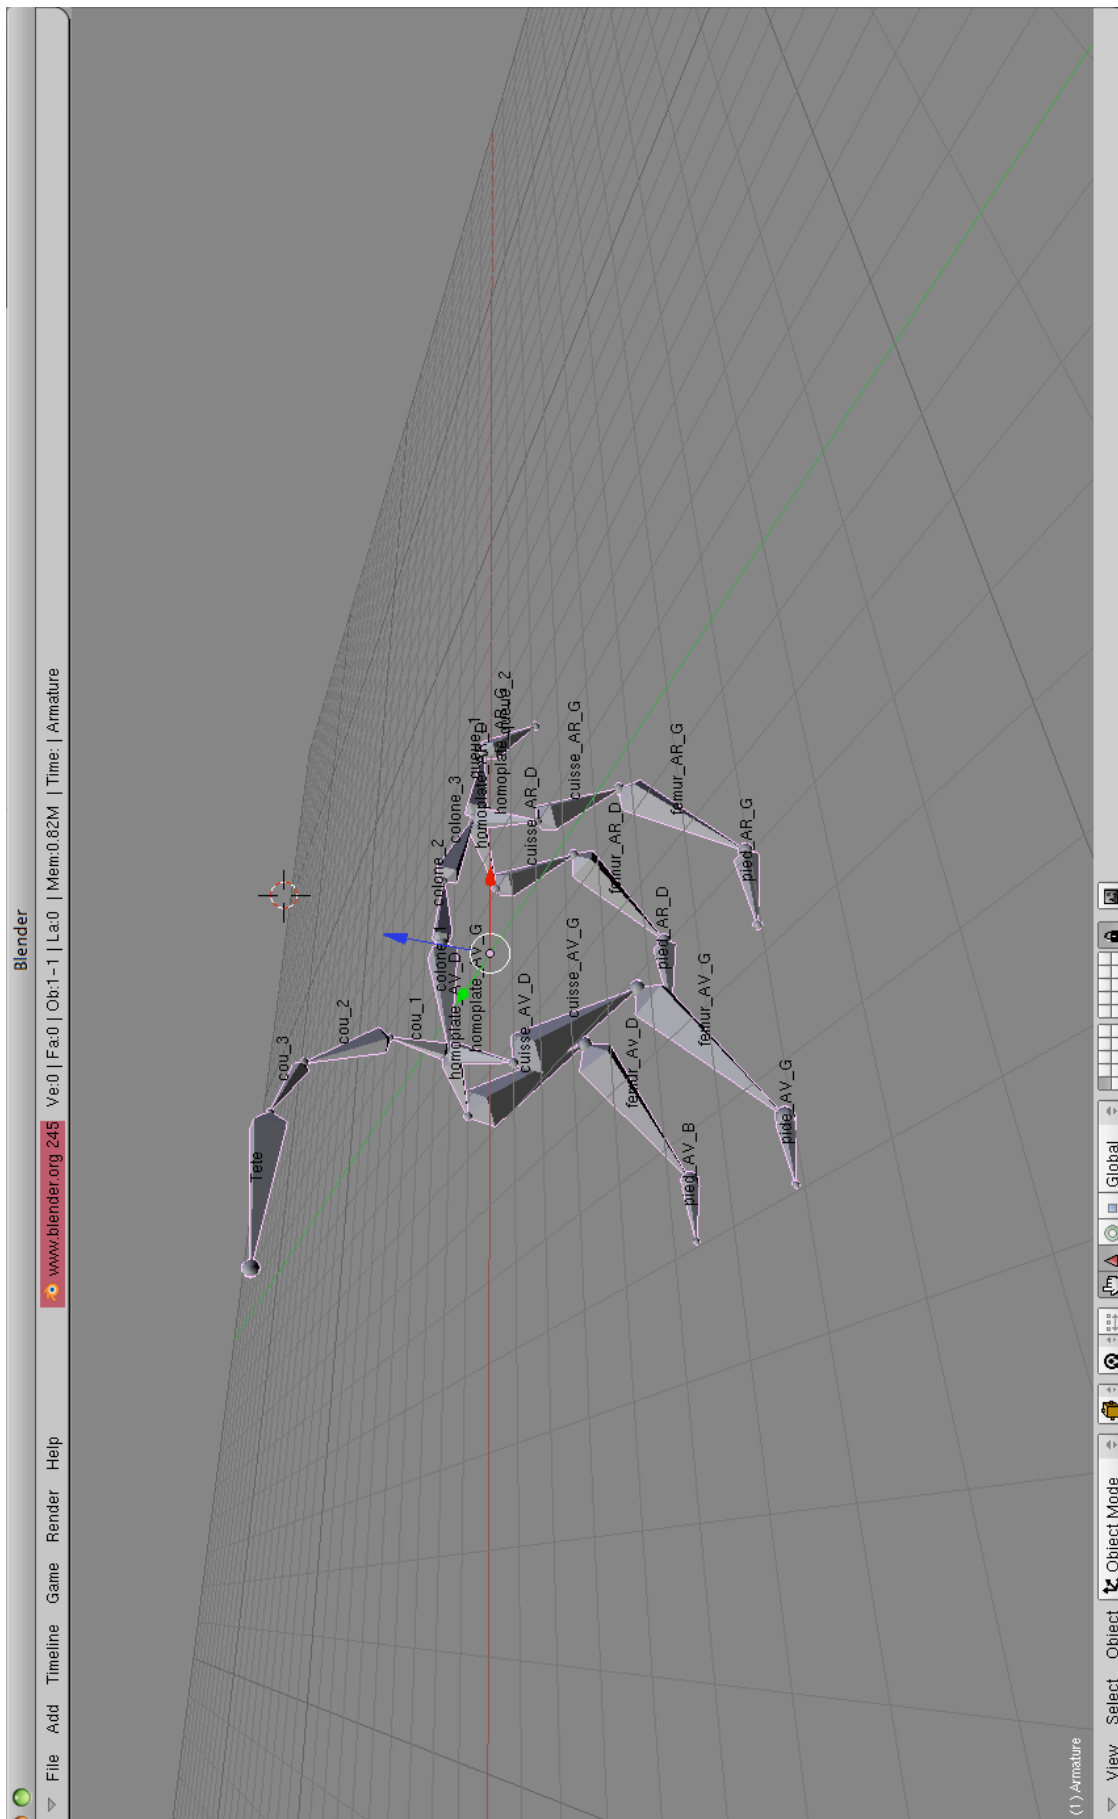 Blender
File Add Timeline Game Render Help www.blender.org 245 Ve:0 | Fa:0 | Ob:1-1 | La:0 | Mem:0.82M | Time: | Armature
Tete
cou_3
cou_2
cou_1
colone_1
colone_2
colone_3
homoplate_AV_D
homoplate_AV_G
homoplate_AR_D
homoplate_AR_G
queue_1
queue_2
cuisse_AV_D
cuisse_AV_G
cuisse_AR_D
cuisse_AR_G
femur_Av_D
femur_AV_G
femur_AR_D
femur_AR_G
pied_AV_B
pide_AV_G
pied_AR_D
pied_AR_G
(1) Armature
View Select Object Object Mode Global